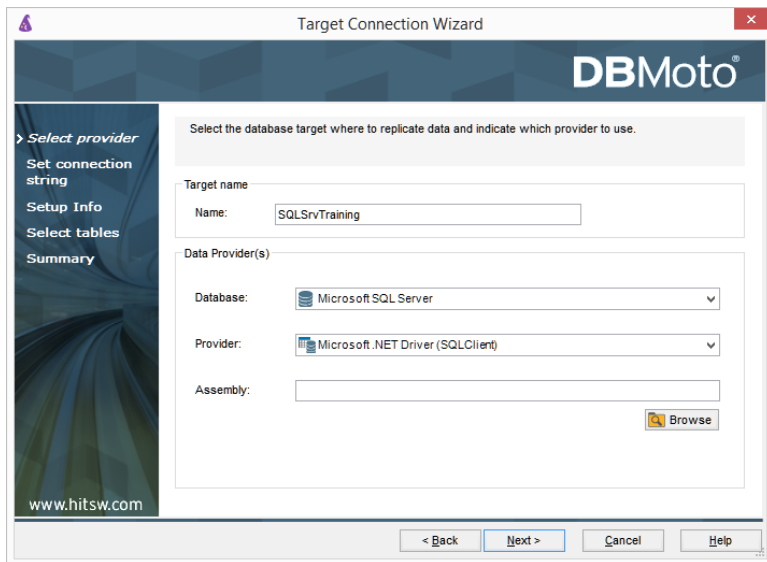 Target Connection Wizard
DBMoto®
Select provider
Set connection
string
Setup Info
Select tables
Summary
www.hitsw.com
Select the database target where to replicate data and indicate which provider to use.
Target name
Name: SQLSrvTraining
Data Provider(s)
Database: Microsoft SQL Server
Provider: Microsoft .NET Driver (SQLClient)
Assembly:
Browse
< Back Next > Cancel Help